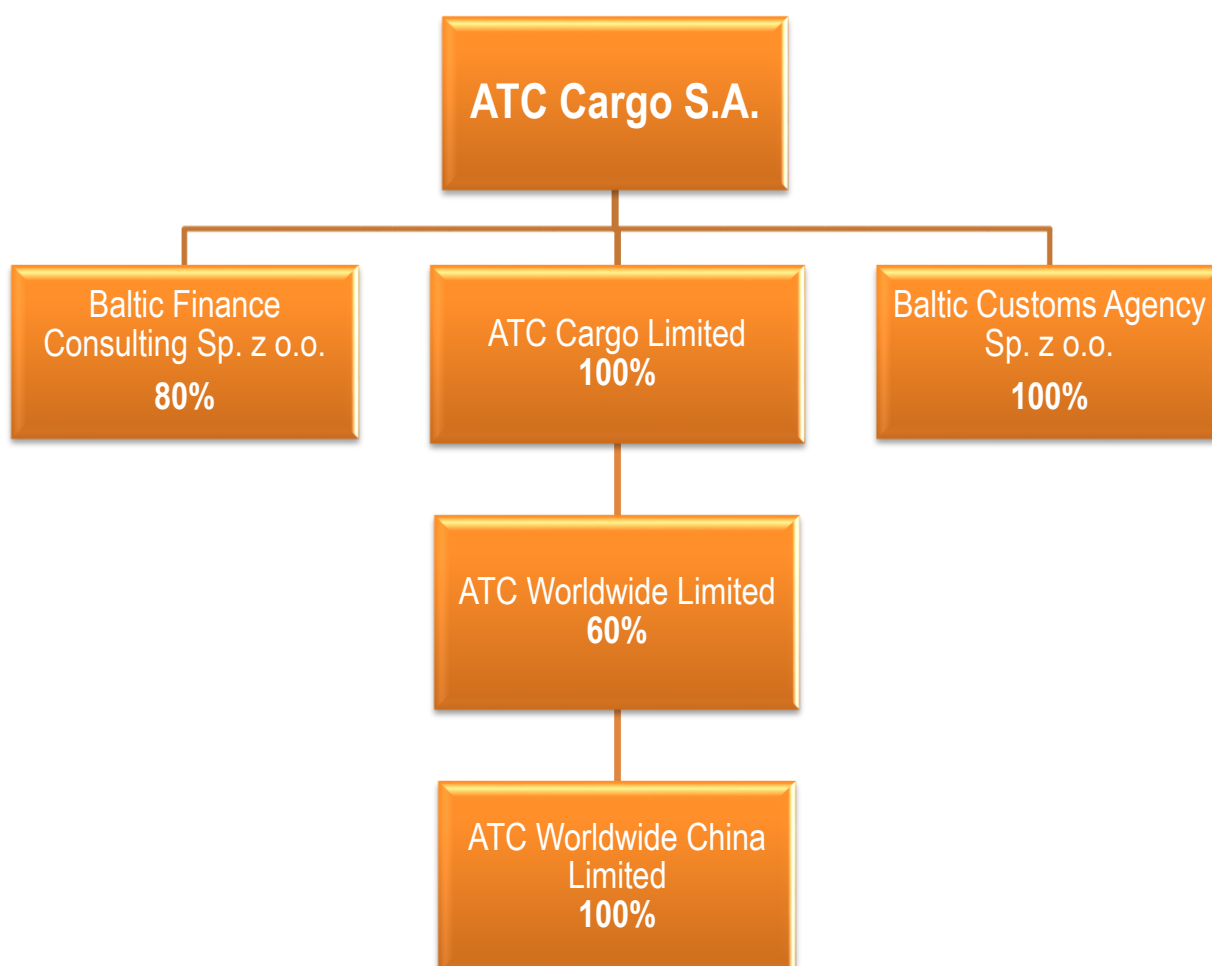 ATC Cargo S.A.
Baltic Finance
Consulting Sp. z o.o.
80%
ATC Cargo Limited
100%
Baltic Customs Agency
Sp. z o.o.
100%
ATC Worldwide Limited
60%
ATC Worldwide China
Limited
100%